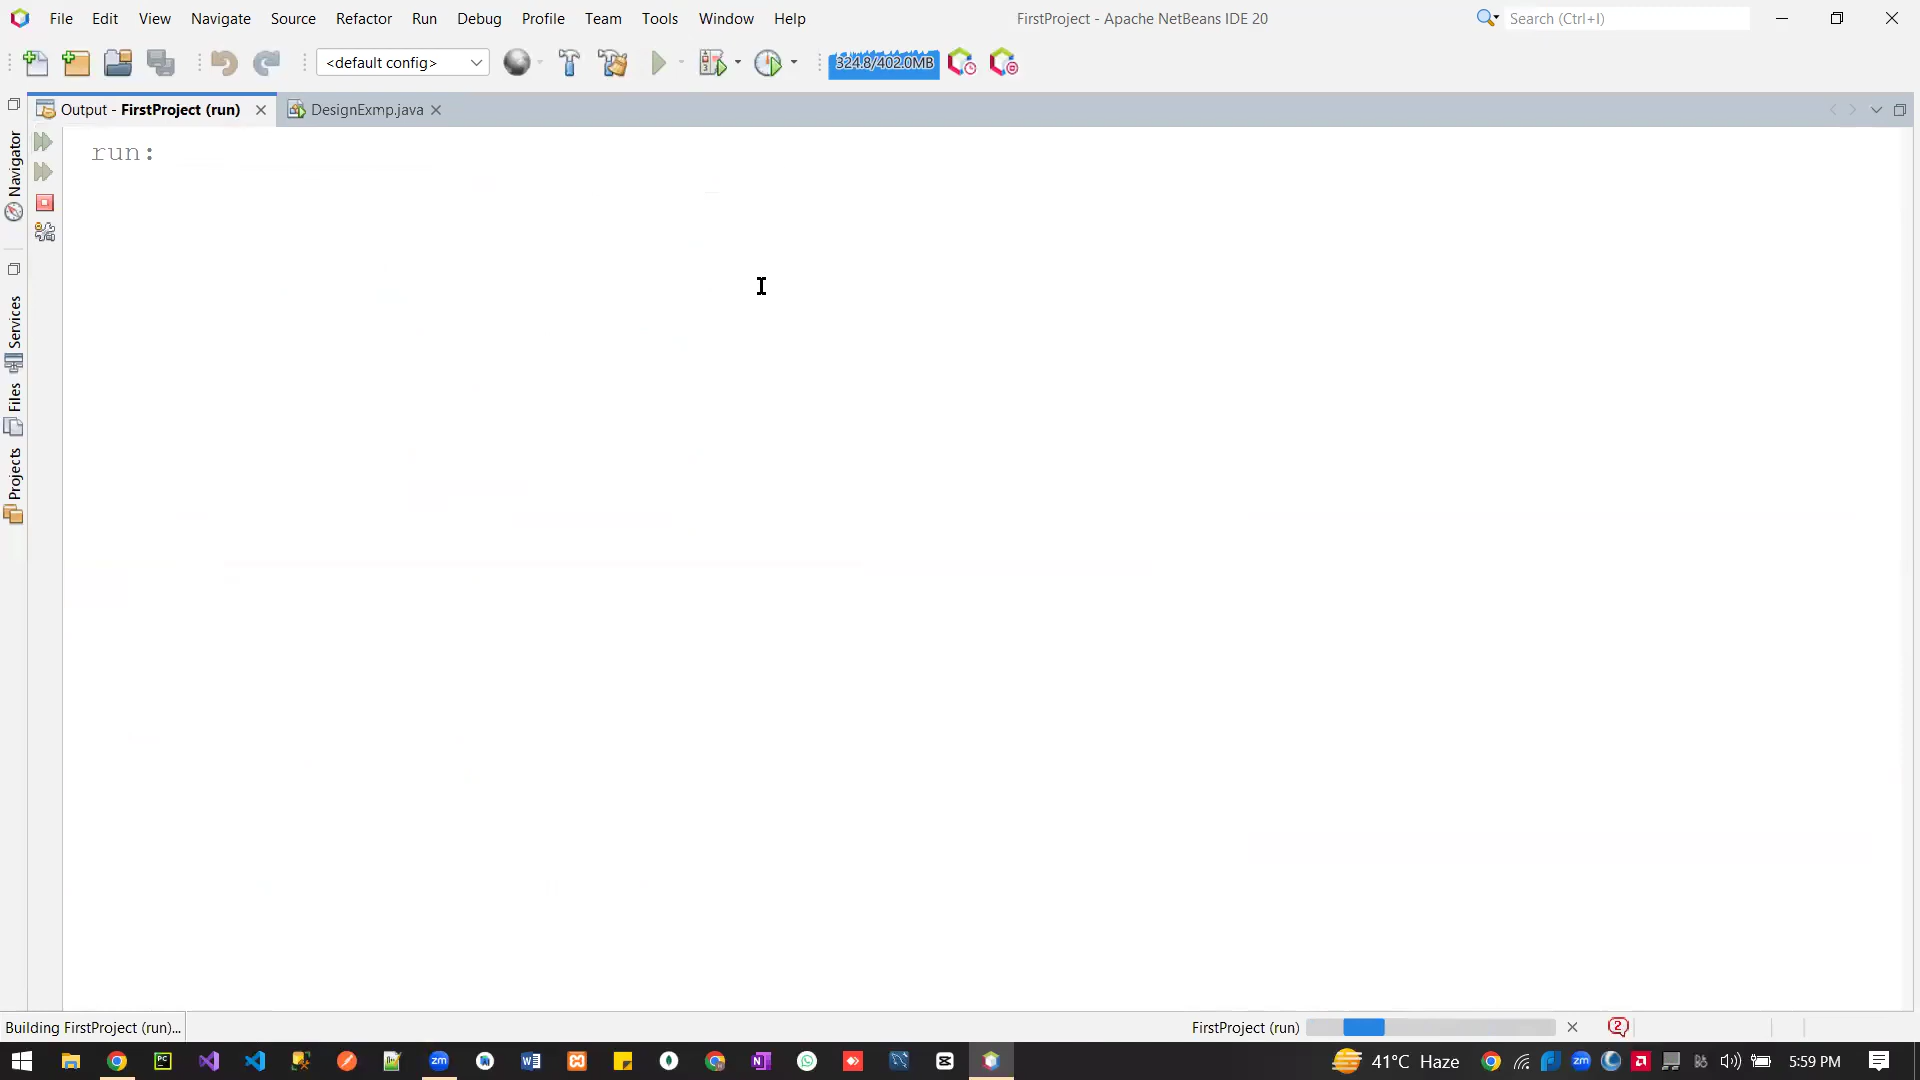 File Edit View Navigate Source Refactor Run Debug Profile Team Tools Window Help
FirstProject - Apache NetBeans IDE 20
Search (Ctrl+I)
<default config>
324.8/402.0MB
Output - FirstProject (run)
DesignExmp.java
run:
Navigator
Services
Files
Projects
Building FirstProject (run)...
FirstProject (run)
2
41°C Haze
5:59 PM